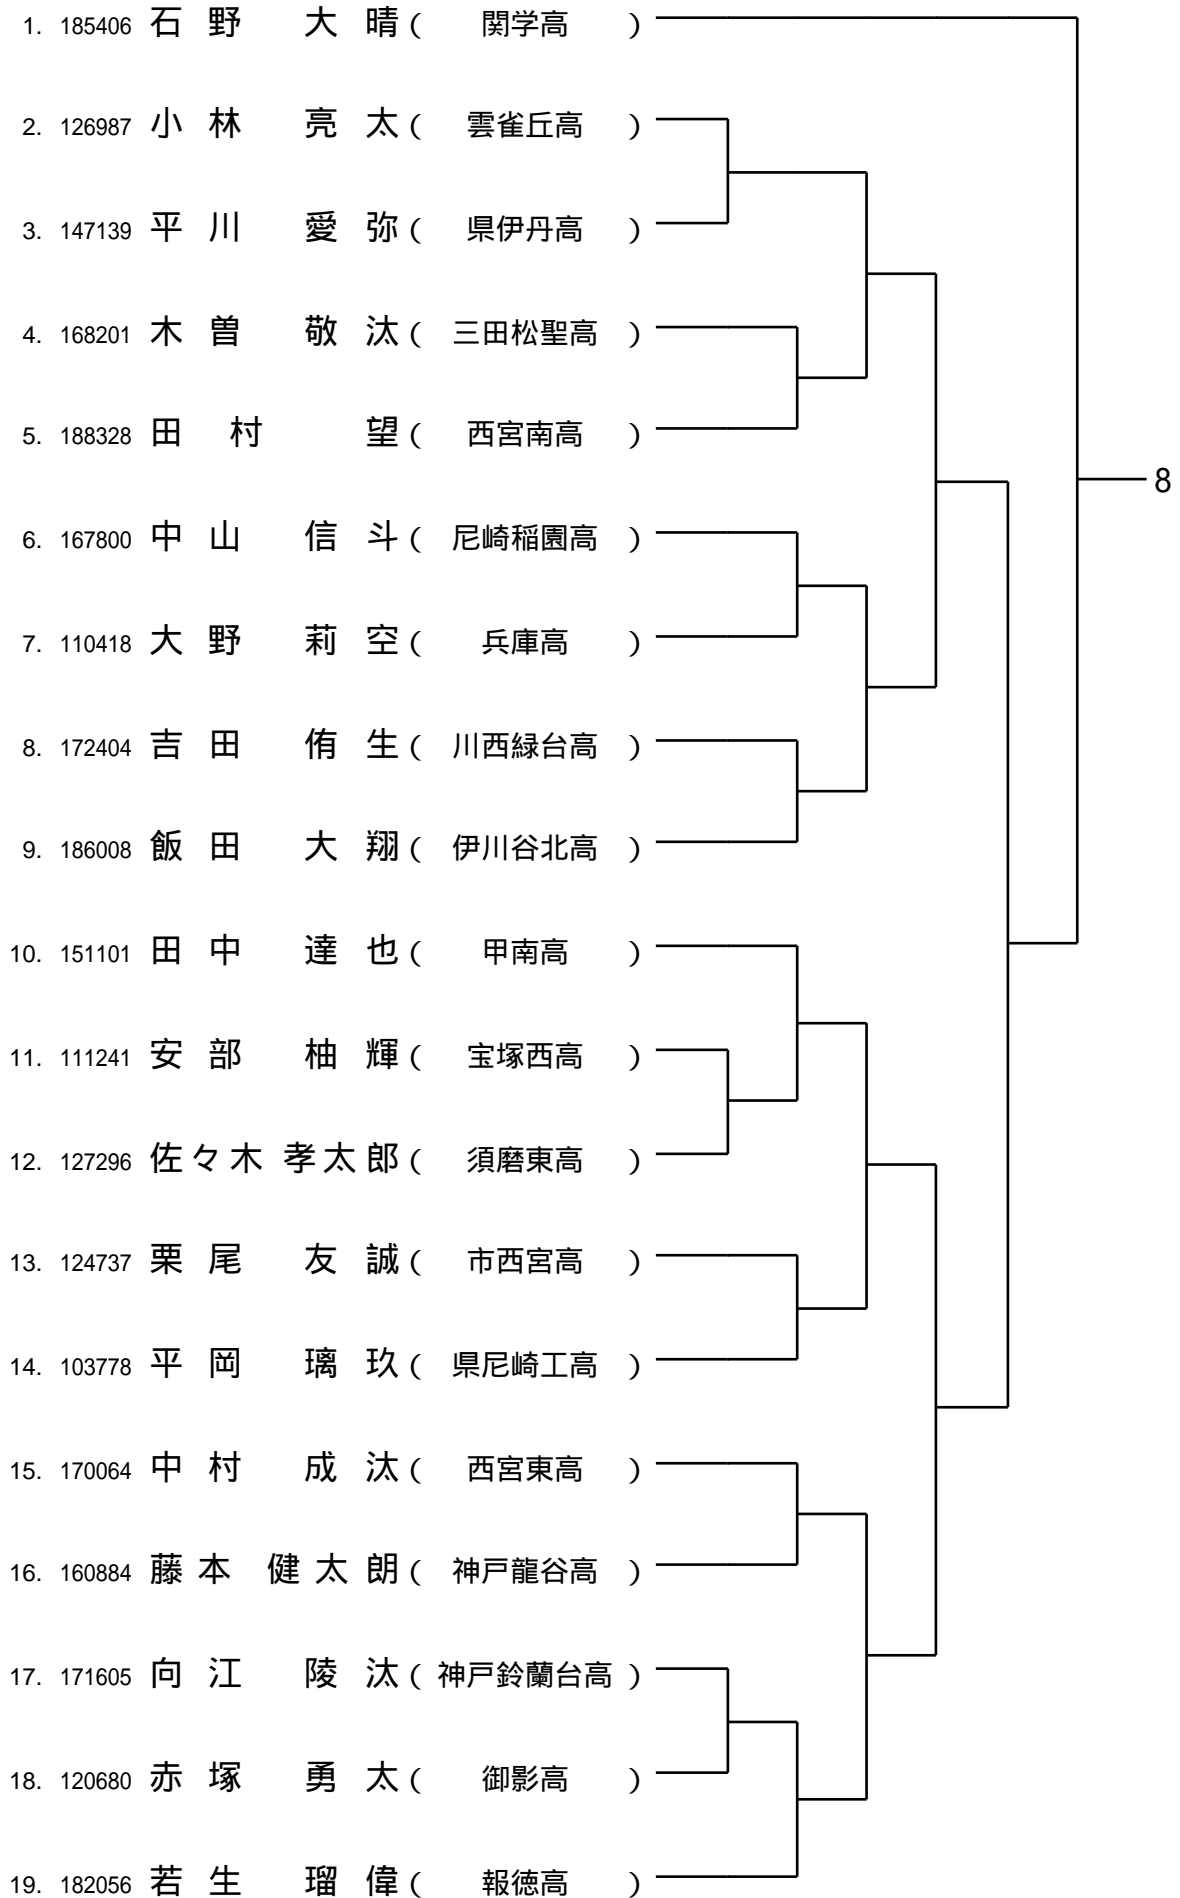 1. 185406 石野 大晴 ( 関学高 )
2. 126987 小林 亮太 ( 雲雀丘高 )
3. 147139 平川 愛弥 ( 県伊丹高 )
4. 168201 木曽 敬汰 ( 三田松聖高 )
5. 188328 田村 望 ( 西宮南高 )
8
6. 167800 中山 信斗 ( 尼崎稲園高 )
7. 110418 大野 莉空 ( 兵庫高 )
8. 172404 吉田 侑生 ( 川西緑台高 )
9. 186008 飯田 大翔 ( 伊川谷北高 )
10. 151101 田中 達也 ( 甲南高 )
11. 111241 安部 柚輝 ( 宝塚西高 )
12. 127296 佐々木 孝太郎 ( 須磨東高 )
13. 124737 栗尾 友誠 ( 市西宮高 )
14. 103778 平岡 璃玖 ( 県尼崎工高 )
15. 170064 中村 成汰 ( 西宮東高 )
16. 160884 藤本 健太朗 ( 神戸龍谷高 )
17. 171605 向江 陵汰 ( 神戸鈴蘭台高 )
18. 120680 赤塚 勇太 ( 御影高 )
19. 182056 若生 瑠偉 ( 報徳高 )